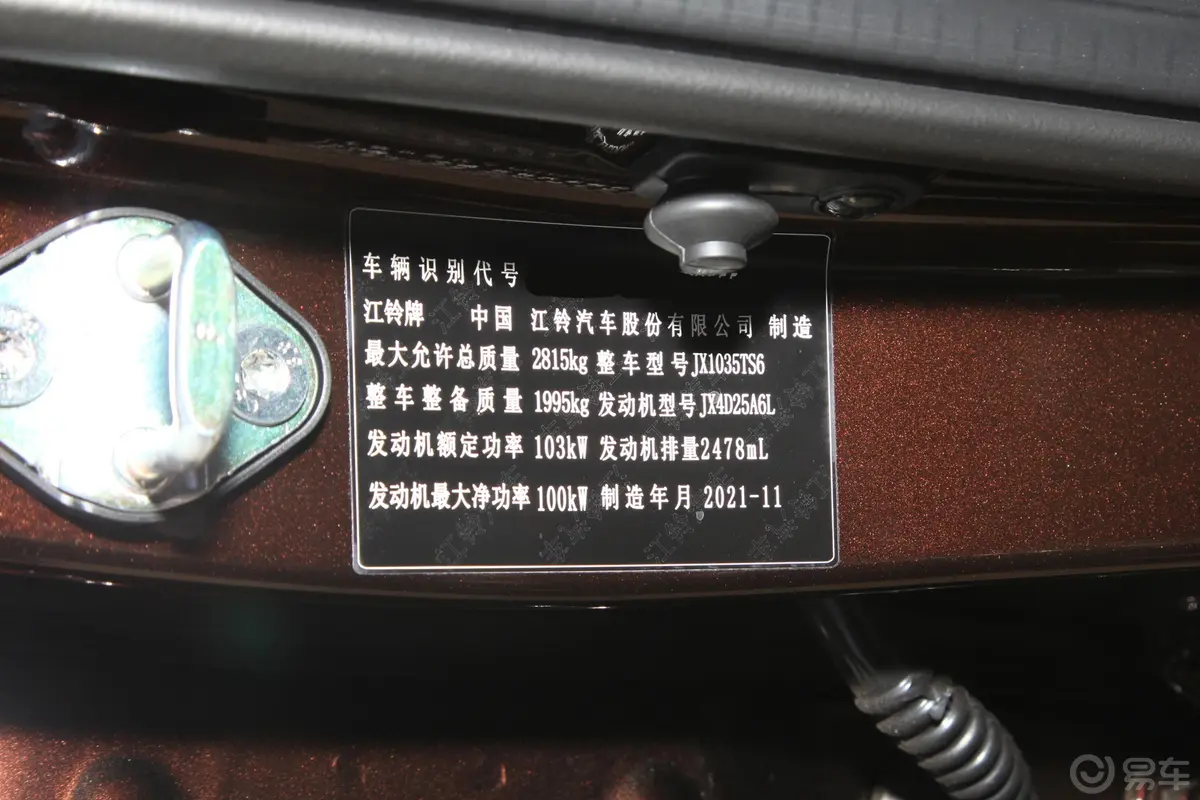 车辆识别代号
江铃牌 中国 江铃汽车股份有限公司 制造
最大允许总质量 2815kg 整车型号JX1035TS6
整车整备质量 1995kg 发动机型号JX4D25A6L
发动机额定功率 103kW 发动机排量2478mL
发动机最大净功率100kW 制造年月 2021-11
易车